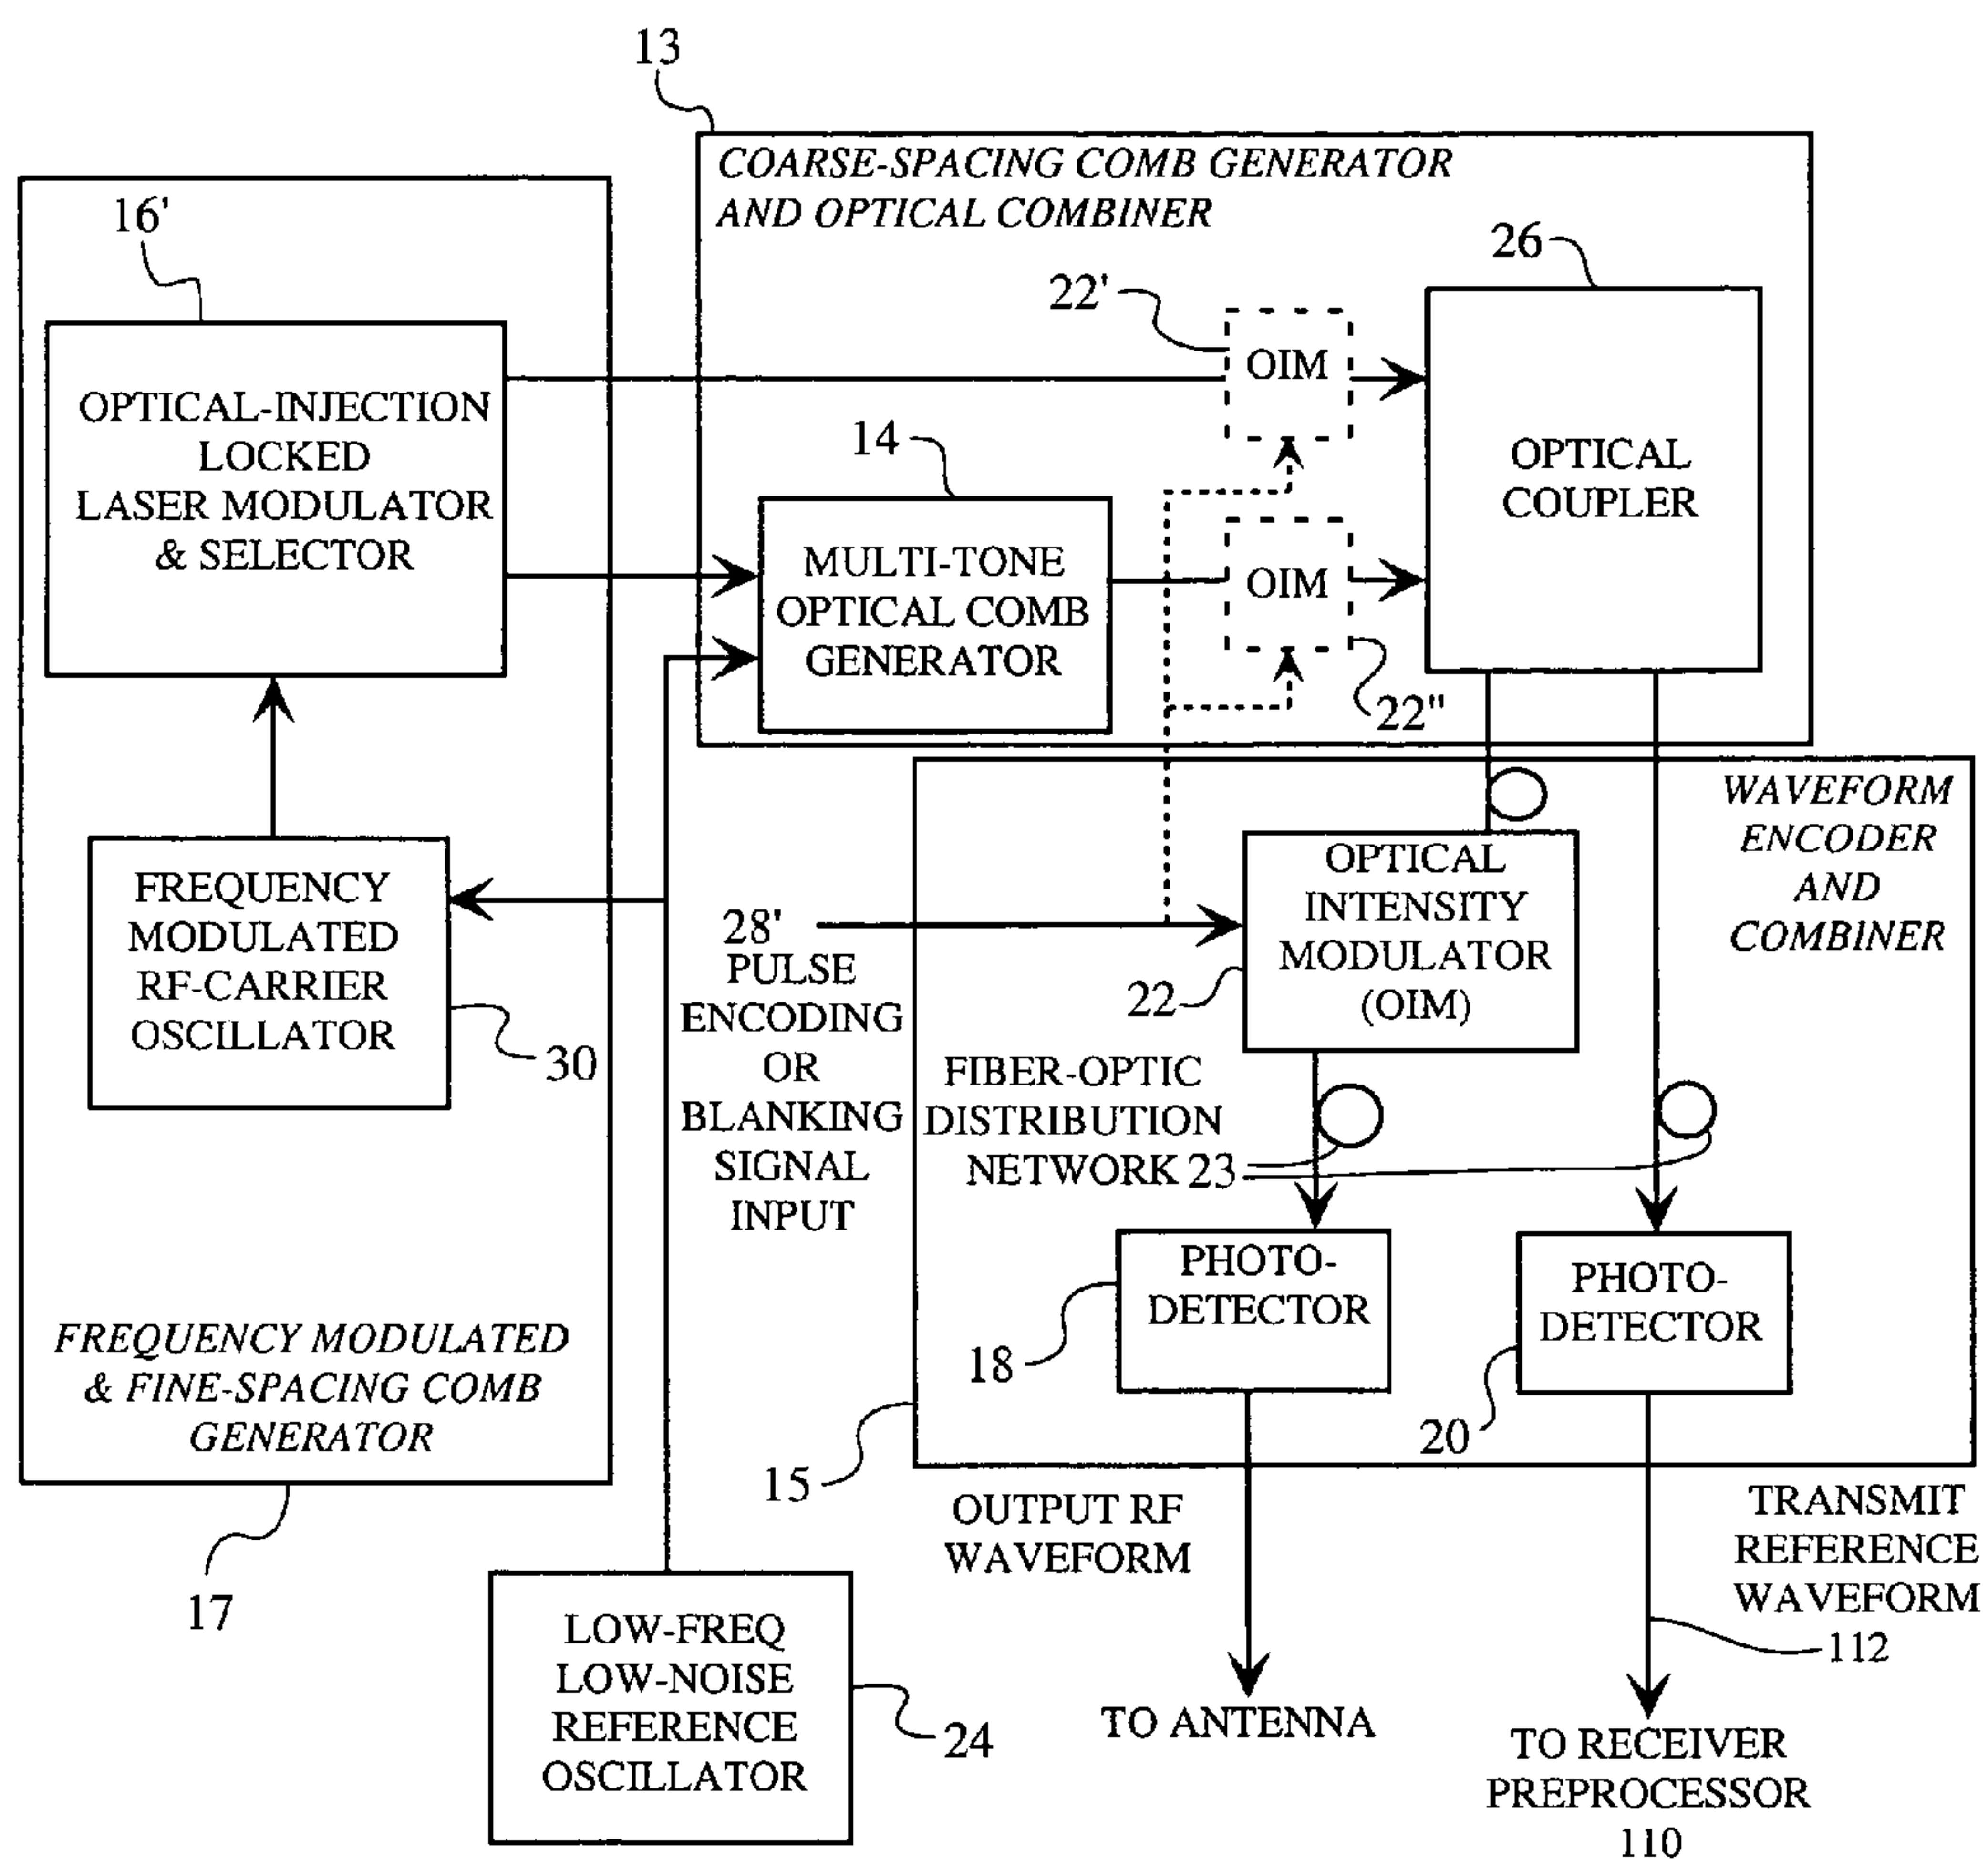 13
COARSE-SPACING COMB GENERATOR
AND OPTICAL COMBINER
16'
OPTICAL-INJECTION
LOCKED
LASER MODULATOR
& SELECTOR
22'
OIM
26
OPTICAL
COUPLER
14
MULTI-TONE
OPTICAL COMB
GENERATOR
OIM
22"
FREQUENCY
MODULATED
RF-CARRIER
OSCILLATOR
30
FREQUENCY MODULATED
& FINE-SPACING COMB
GENERATOR
17
28'
PULSE
ENCODING
OR
BLANKING
SIGNAL
INPUT
WAVEFORM
ENCODER
AND
COMBINER
OPTICAL
INTENSITY
MODULATOR
(OIM)
22
FIBER-OPTIC
DISTRIBUTION
NETWORK 23
PHOTO-
DETECTOR
18
PHOTO-
DETECTOR
20
15
OUTPUT RF
WAVEFORM
TO ANTENNA
TRANSMIT
REFERENCE
WAVEFORM
112
TO RECEIVER
PREPROCESSOR
110
LOW-FREQ
LOW-NOISE
REFERENCE
OSCILLATOR
24